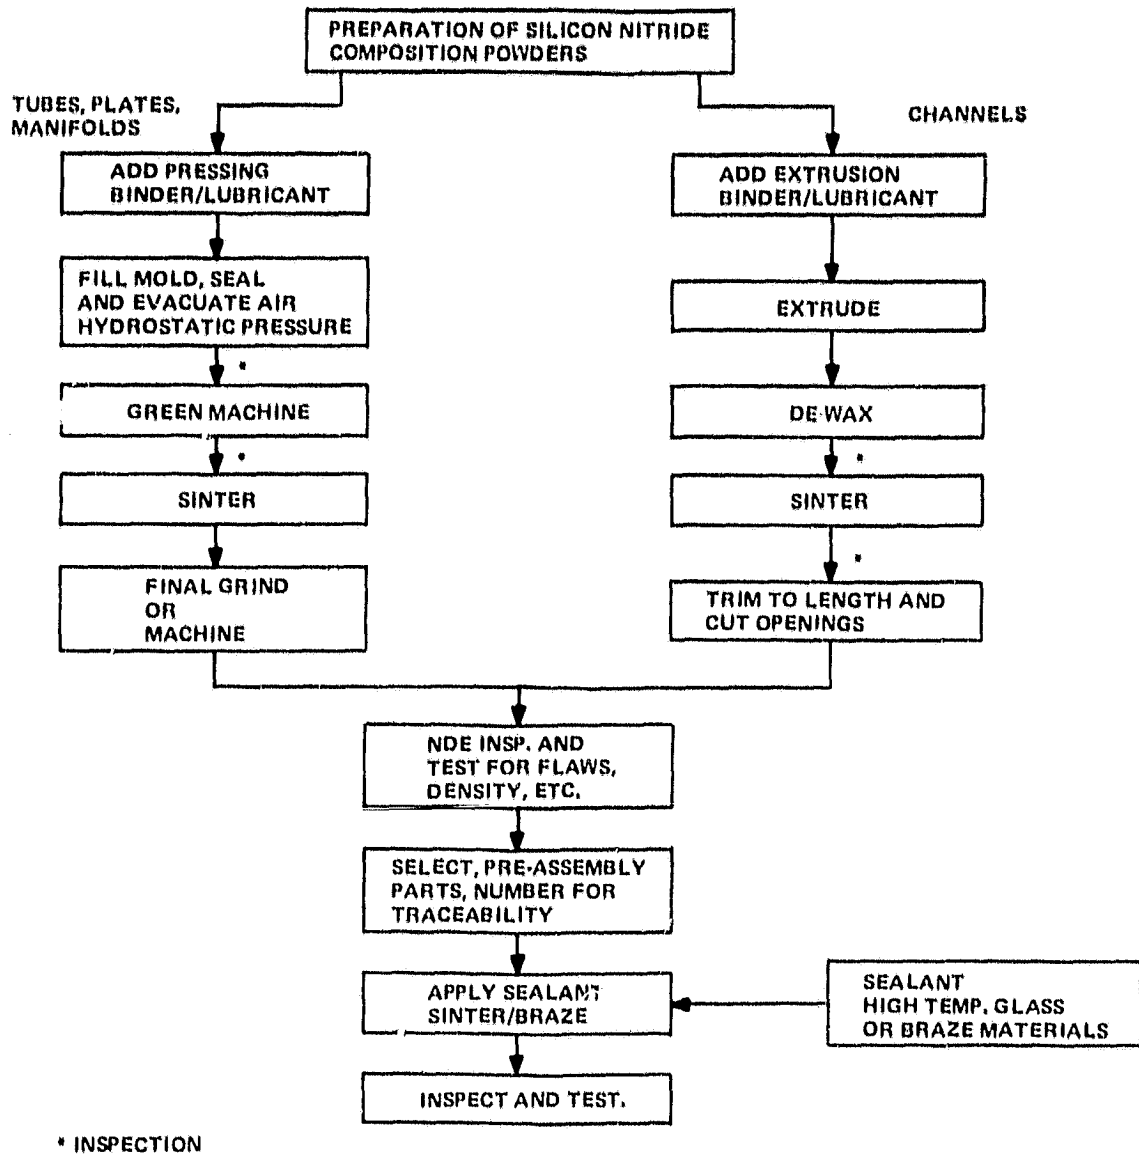 PREPARATION OF SILICON NITRIDE
COMPOSITION POWDERS
TUBES, PLATES,
MANIFOLDS
CHANNELS
ADD PRESSING
BINDER/LUBRICANT
ADD EXTRUSION
BINDER/LUBRICANT
FILL MOLD, SEAL
AND EVACUATE AIR
HYDROSTATIC PRESSURE
EXTRUDE
*
GREEN MACHINE
DE-WAX
*
*
SINTER
SINTER
*
FINAL GRIND
OR
MACHINE
TRIM TO LENGTH AND
CUT OPENINGS
NDE INSP. AND
TEST FOR FLAWS,
DENSITY, ETC.
SELECT, PRE-ASSEMBLY
PARTS, NUMBER FOR
TRACEABILITY
APPLY SEALANT
SINTER/BRAZE
SEALANT
HIGH TEMP. GLASS
OR BRAZE MATERIALS
INSPECT AND TEST.
* INSPECTION